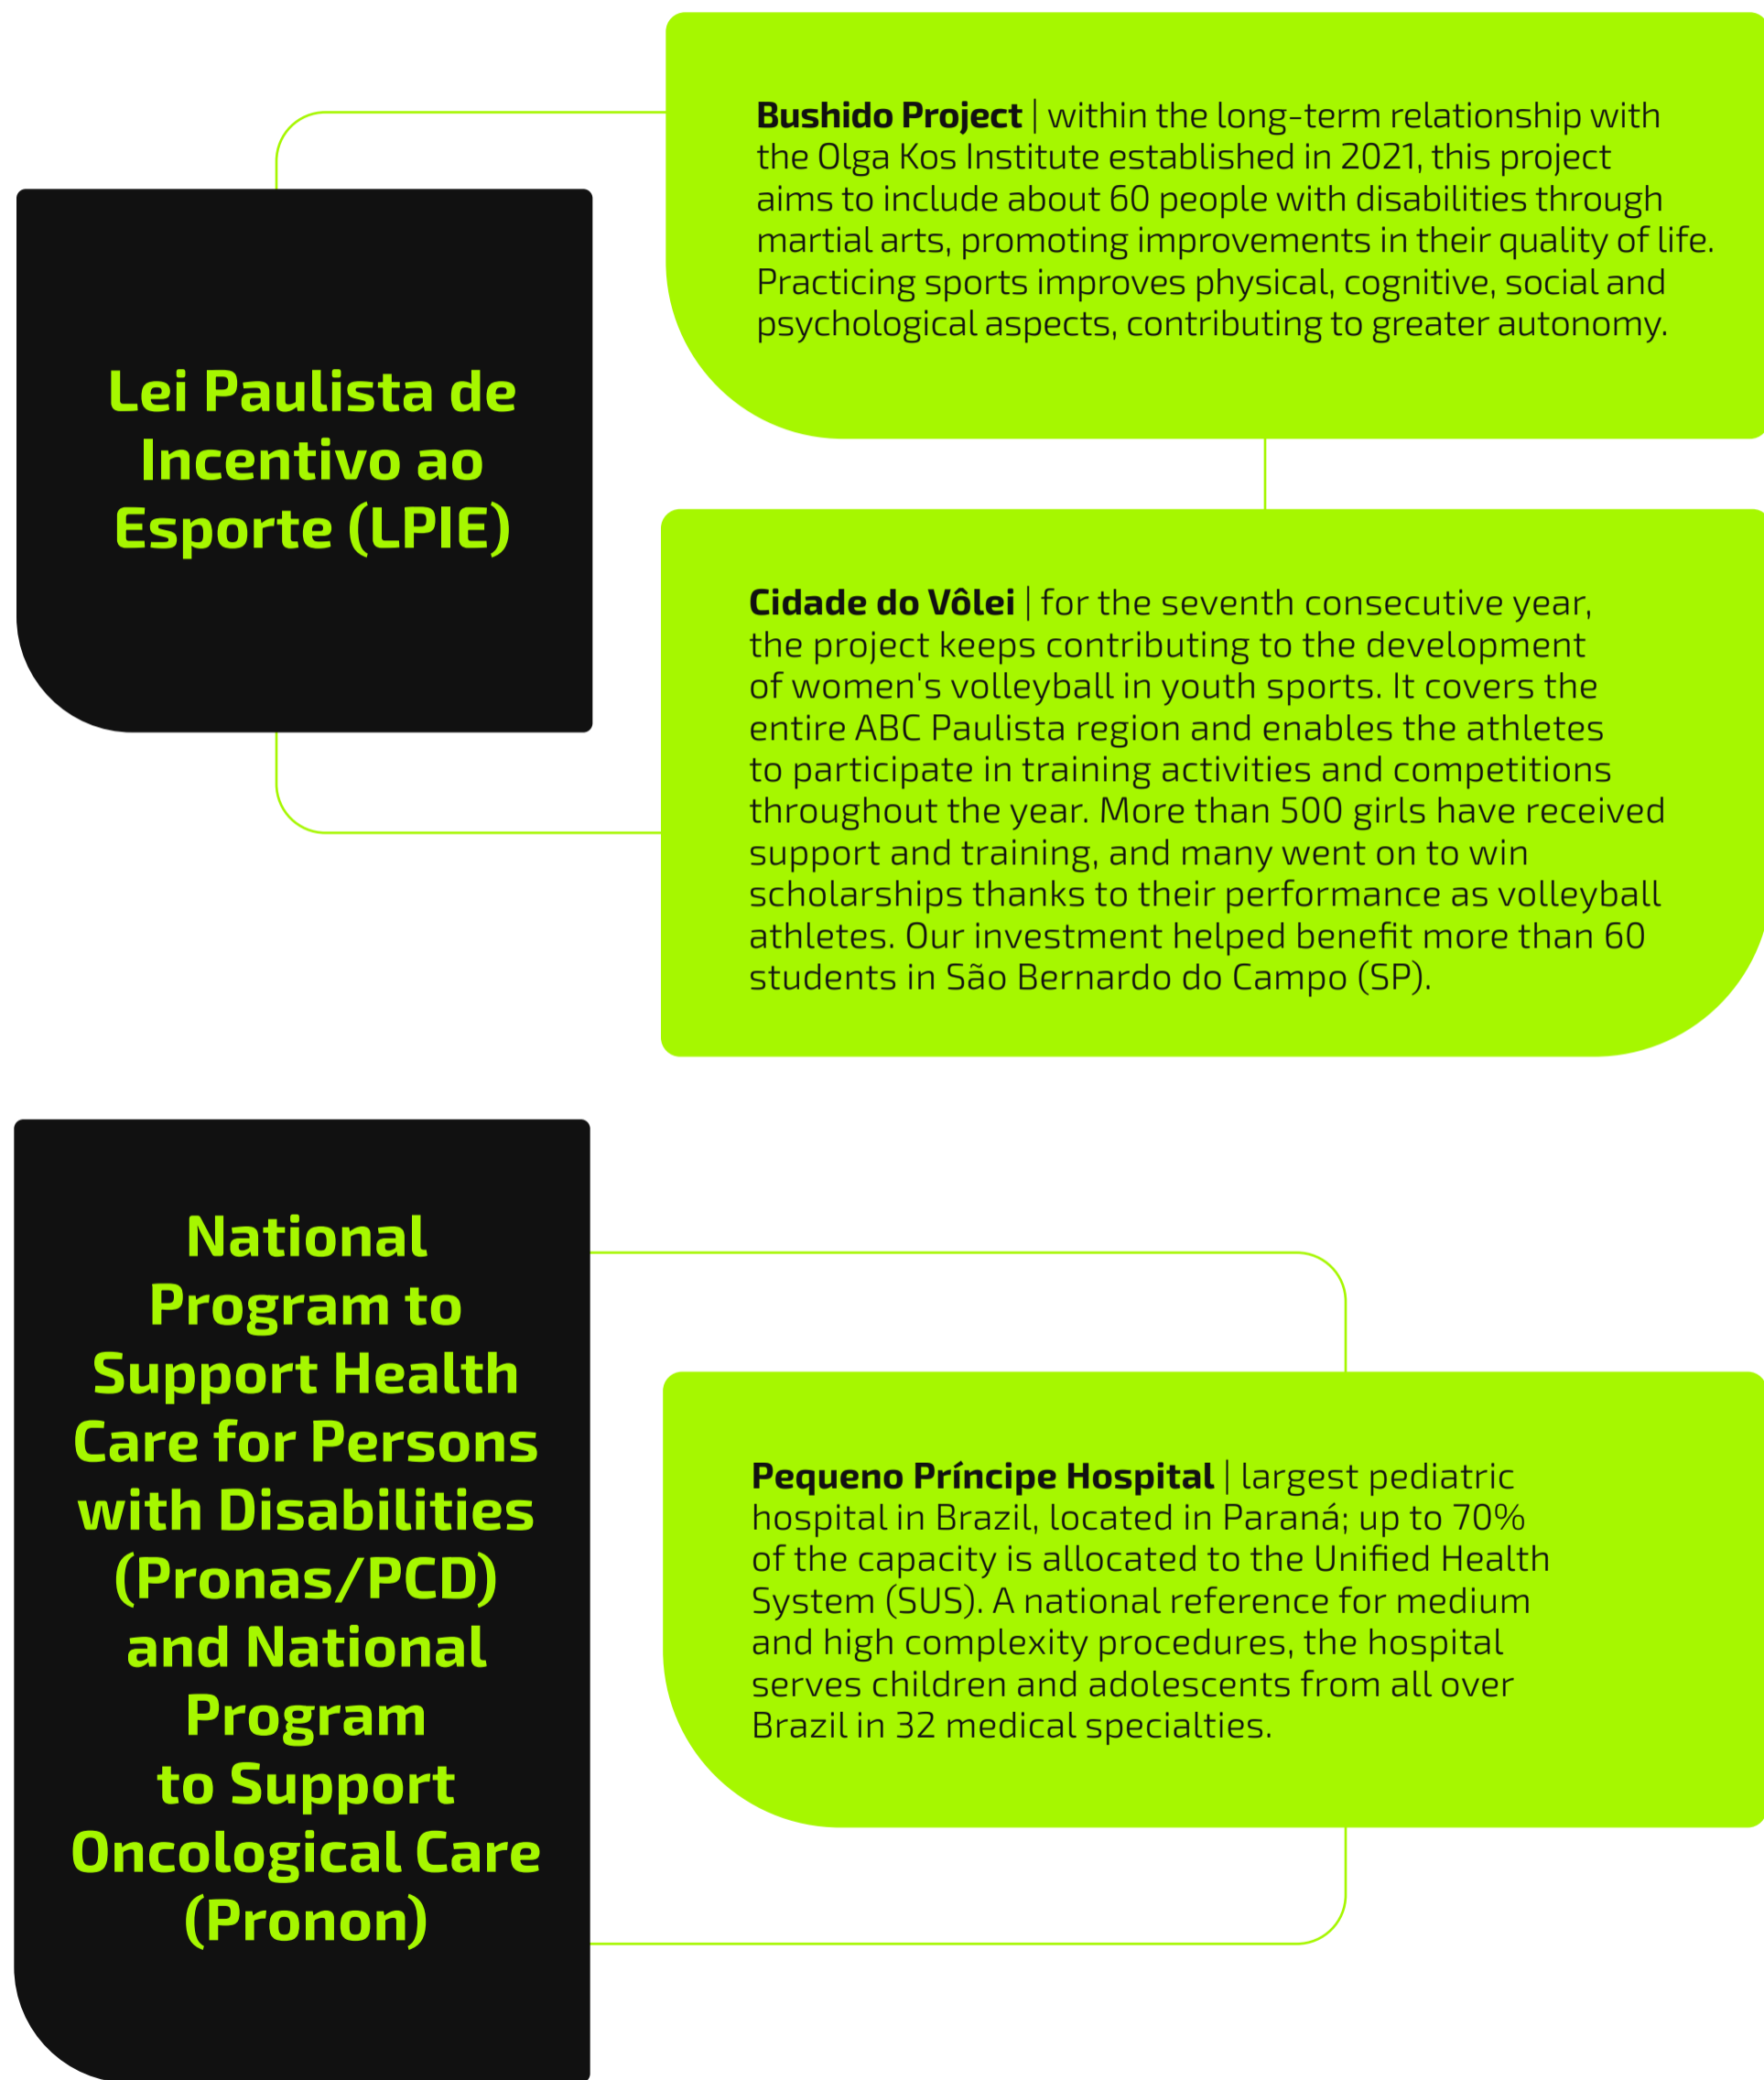 Lei Paulista de
Incentivo ao
Esporte (LPIE)
Bushido Project | within the long-term relationship with
the Olga Kos Institute established in 2021, this project
aims to include about 60 people with disabilities through
martial arts, promoting improvements in their quality of life.
Practicing sports improves physical, cognitive, social and
psychological aspects, contributing to greater autonomy.
Cidade do Vôlei | for the seventh consecutive year,
the project keeps contributing to the development
of women's volleyball in youth sports. It covers the
entire ABC Paulista region and enables the athletes
to participate in training activities and competitions
throughout the year. More than 500 girls have received
support and training, and many went on to win
scholarships thanks to their performance as volleyball
athletes. Our investment helped benefit more than 60
students in São Bernardo do Campo (SP).
National
Program to
Support Health
Care for Persons
with Disabilities
(Pronas/PCD)
and National
Program
to Support
Oncological Care
(Pronon)
Pequeno Príncipe Hospital | largest pediatric
hospital in Brazil, located in Paraná; up to 70%
of the capacity is allocated to the Unified Health
System (SUS). A national reference for medium
and high complexity procedures, the hospital
serves children and adolescents from all over
Brazil in 32 medical specialties.